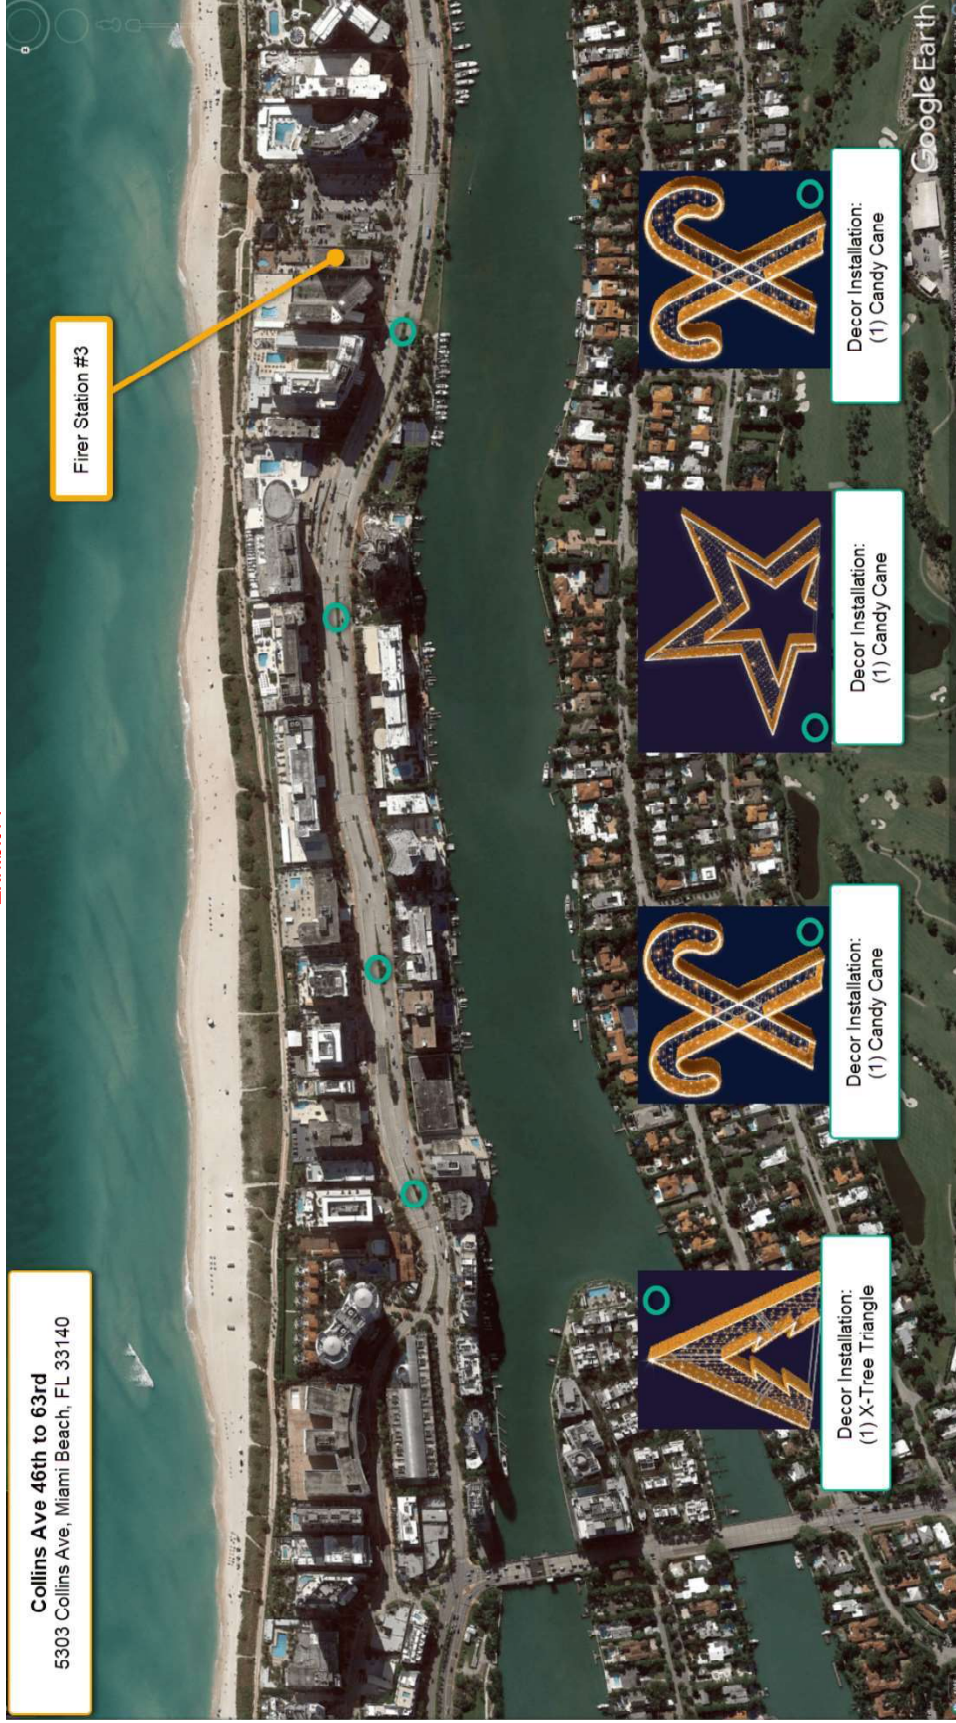 Collins Ave 46th to 63rd
5303 Collins Ave, Miami Beach, FL 33140
Firer Station #3
Decor Installation:
(1) X-Tree Triangle
Decor Installation:
(1) Candy Cane
Decor Installation:
(1) Candy Cane
Decor Installation:
(1) Candy Cane
Google Earth